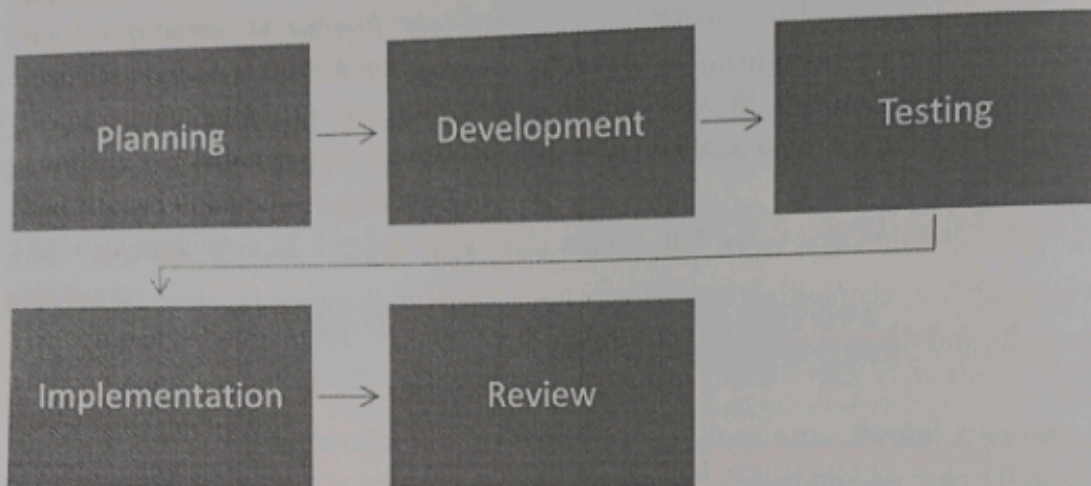 Planning
Development
Testing
Implementation
Review